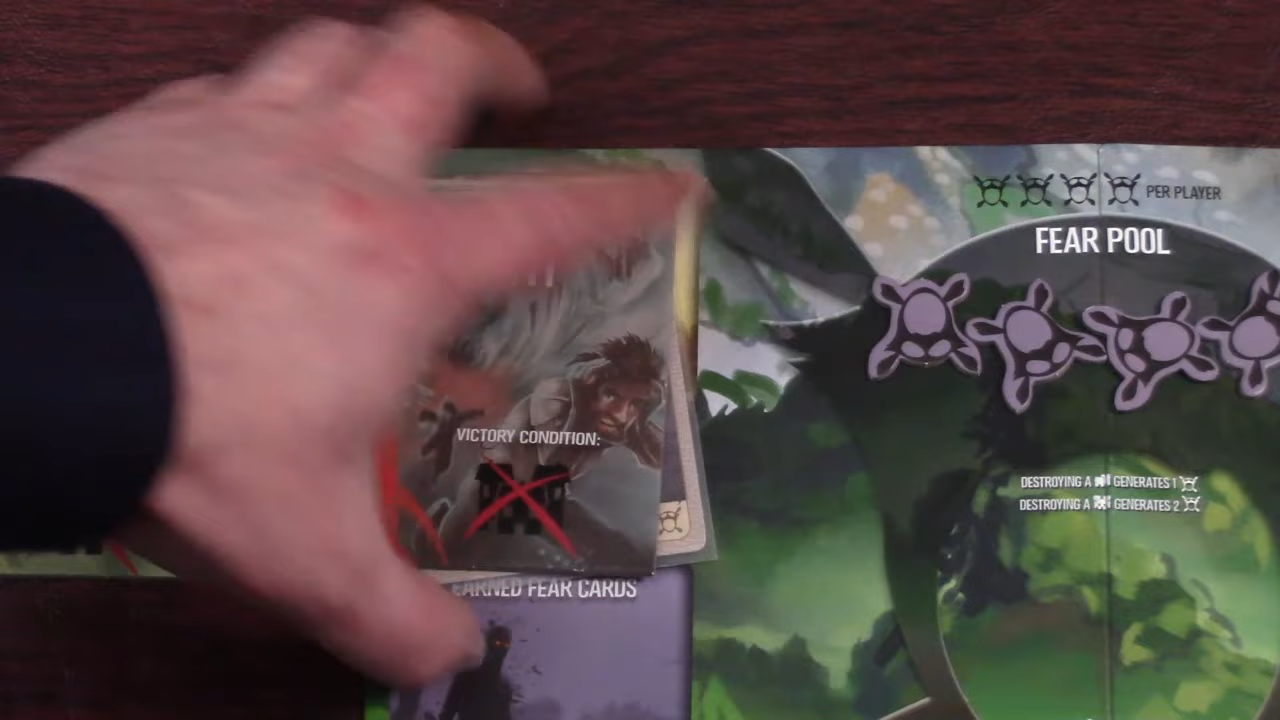 PER PLAYER
FEAR POOL
VICTORY CONDITION:
DESTROYING A GENERATES 1
DESTROYING A GENERATES 2
EARNED FEAR CARDS